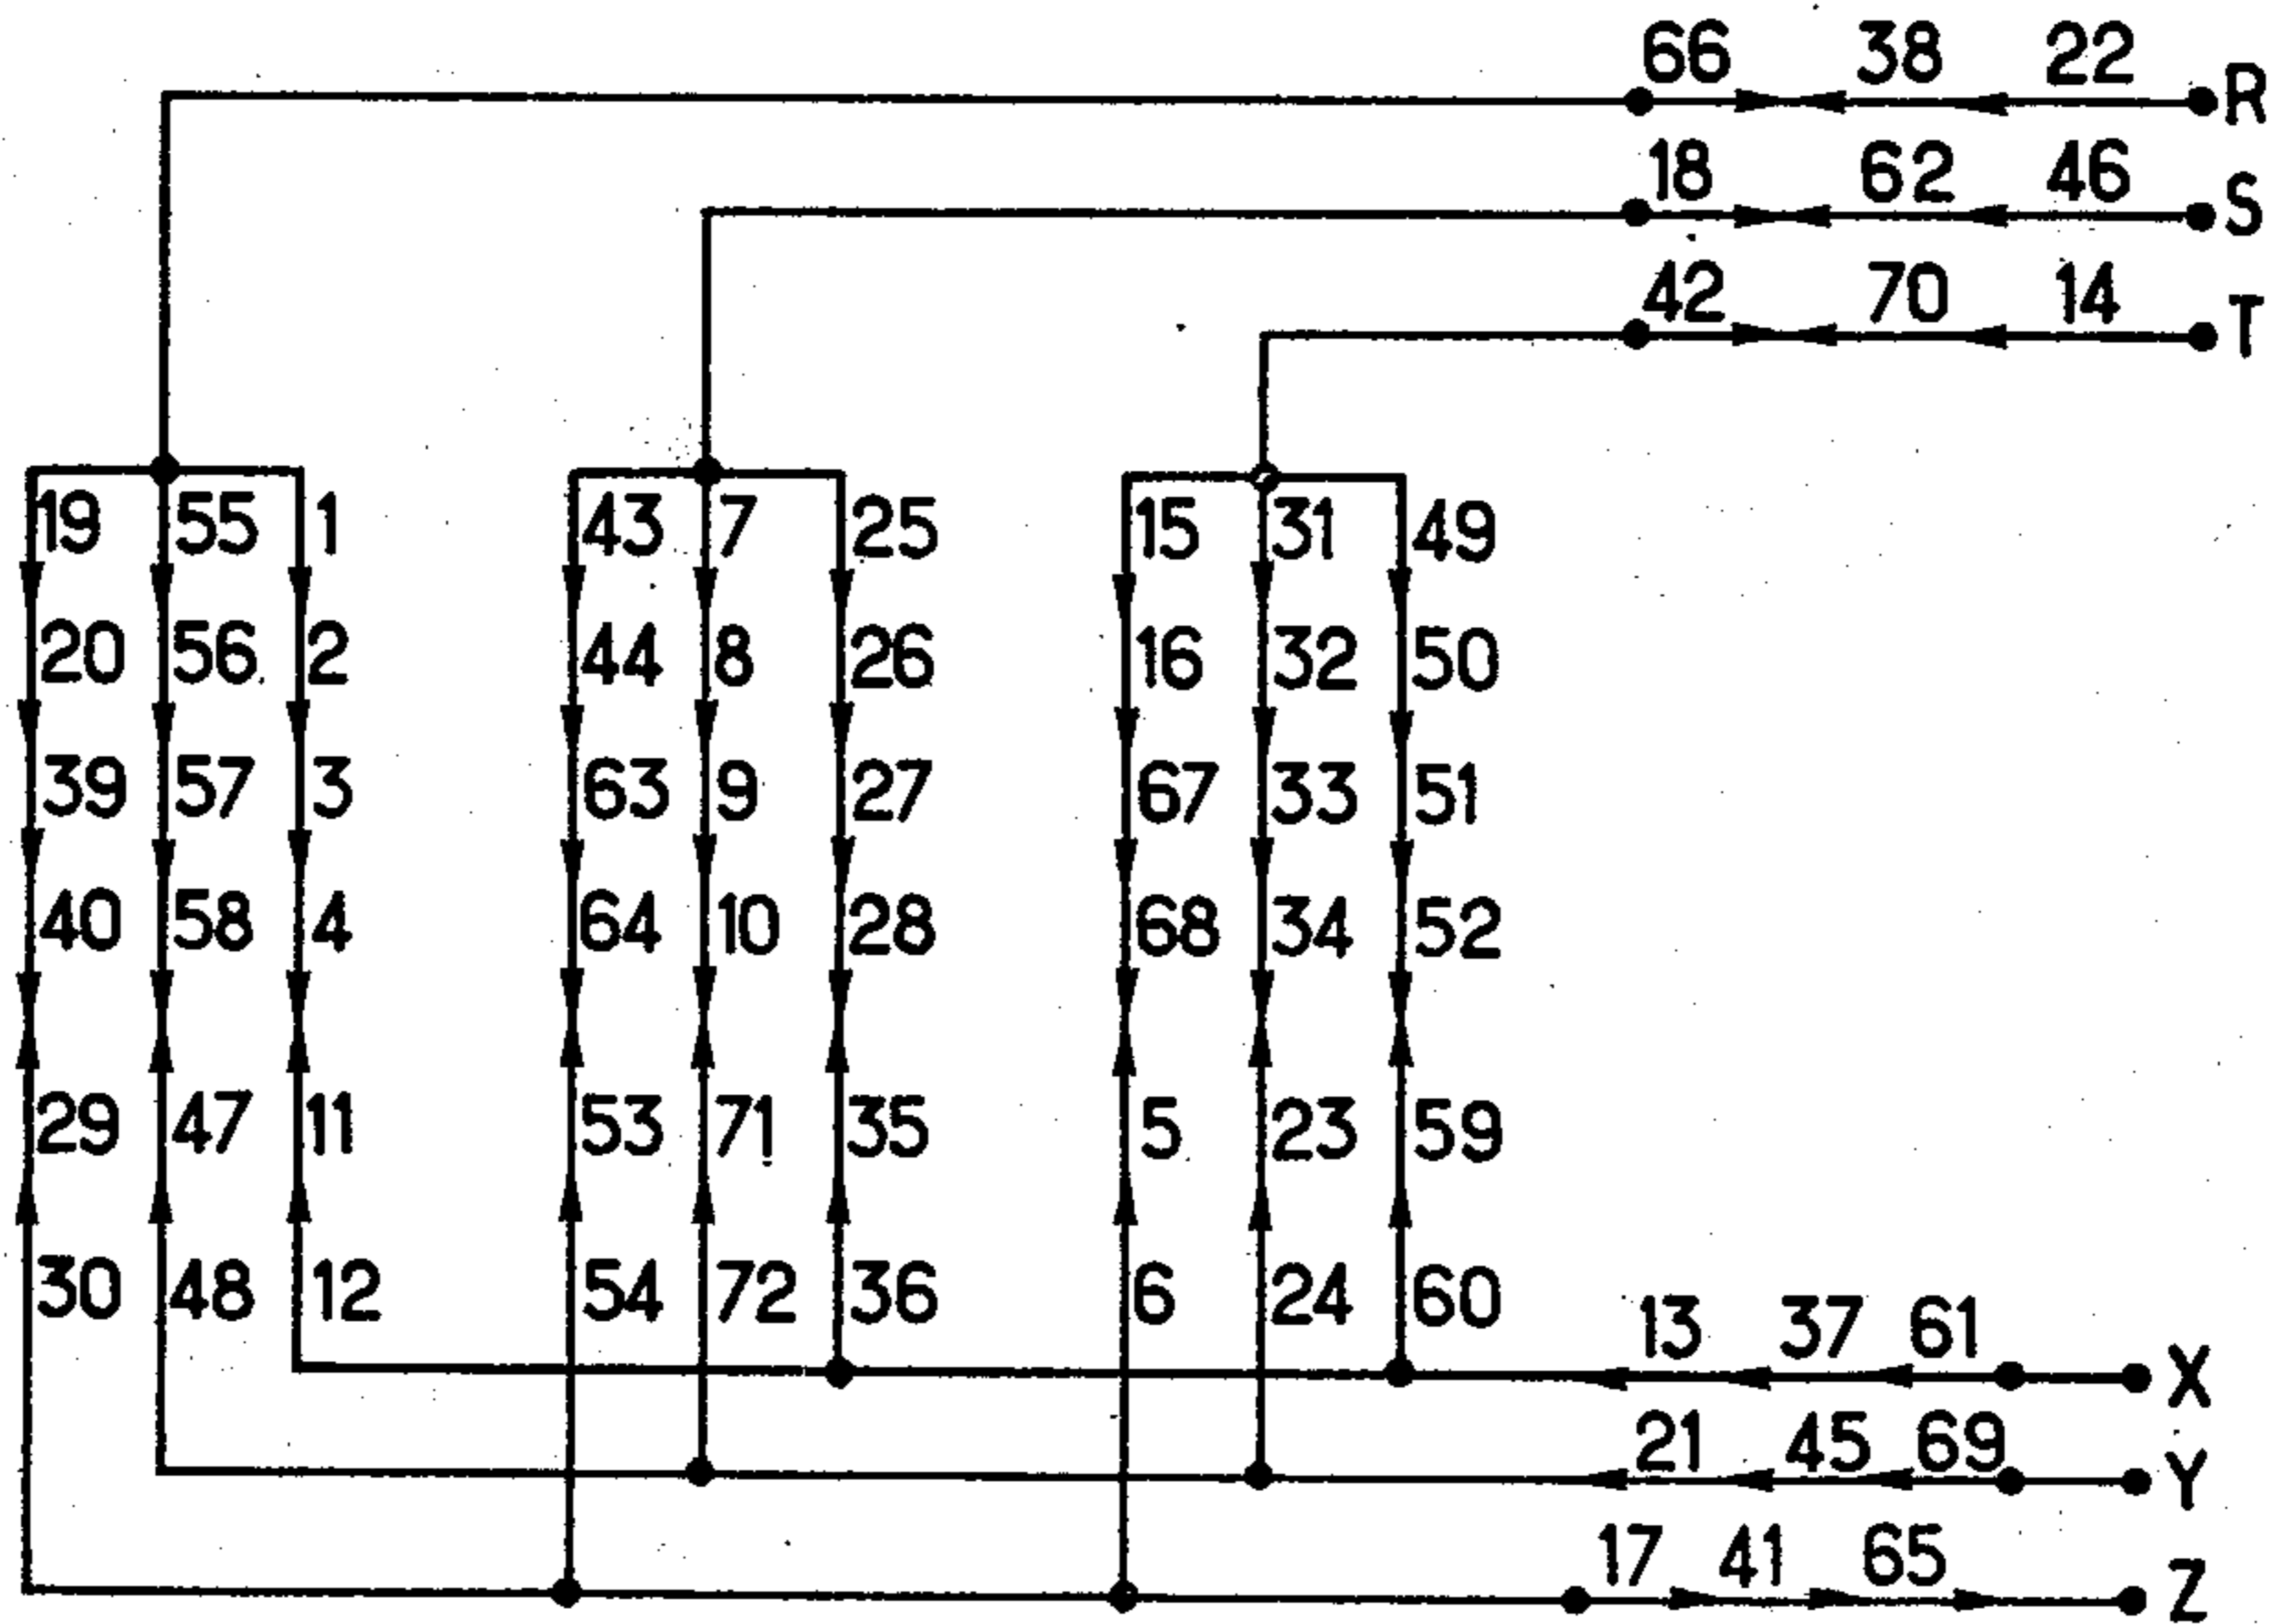 66 38 22 R
18 62 46 S
42 70 14 T
19 55 1 43 7 25 15 31 49
20 56 2 44 8 26 16 32 50
39 57 3 63 9 27 67 33 51
40 58 4 64 10 28 68 34 52
29 47 11 53 71 35 5 23 59
30 48 12 54 72 36 6 24 60
13 37 61 X
21 45 69 Y
17 41 65 Z